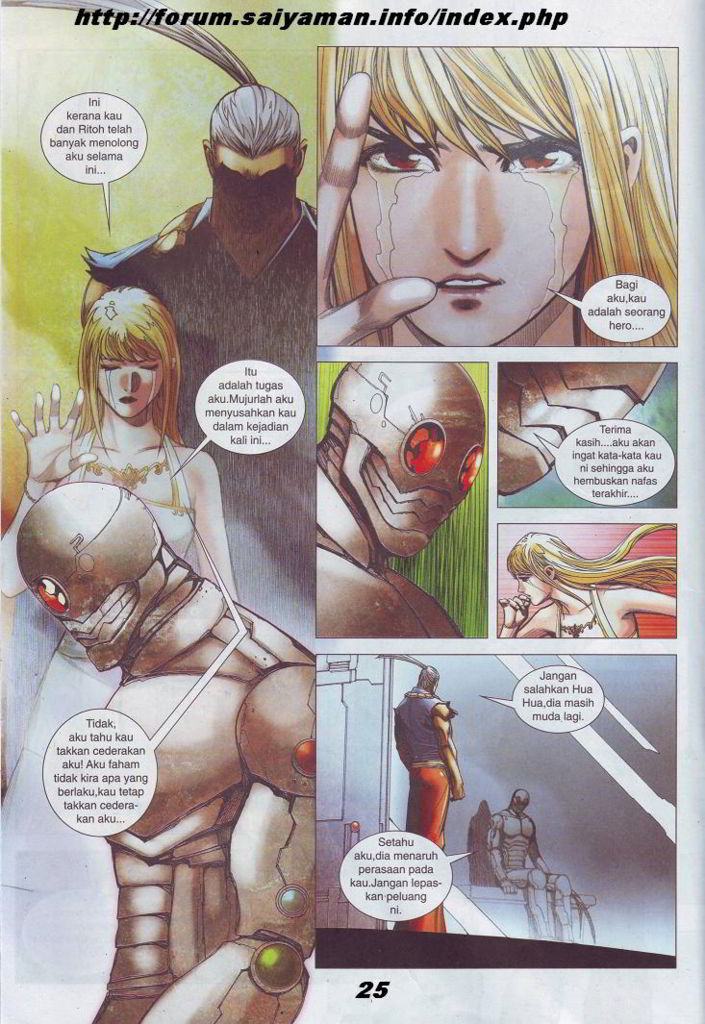 http://forum.saiyaman.info/index.php
Ini
kerana kau
dan Ritoh telah
banyak menolong
aku selama
ini...
Bagi
aku,kau
adalah seorang
hero....
Itu
adalah tugas
aku.Mujurlah aku
menyusahkan kau
dalam kejadian
kali ini...
Terima
kasih....aku akan
ingat kata-kata kau
ni sehingga aku
hembuskan nafas
terakhir....
Tidak,
aku tahu kau
takkan cederakan
aku! Aku faham
tidak kira apa yang
berlaku,kau tetap
takkan cedera-
kan aku...
Jangan
salahkan Hua
Hua,dia masih
muda lagi.
Setahu
aku,dia menaruh
perasaan pada
kau.Jangan lepas-
kan peluang
ni.
25